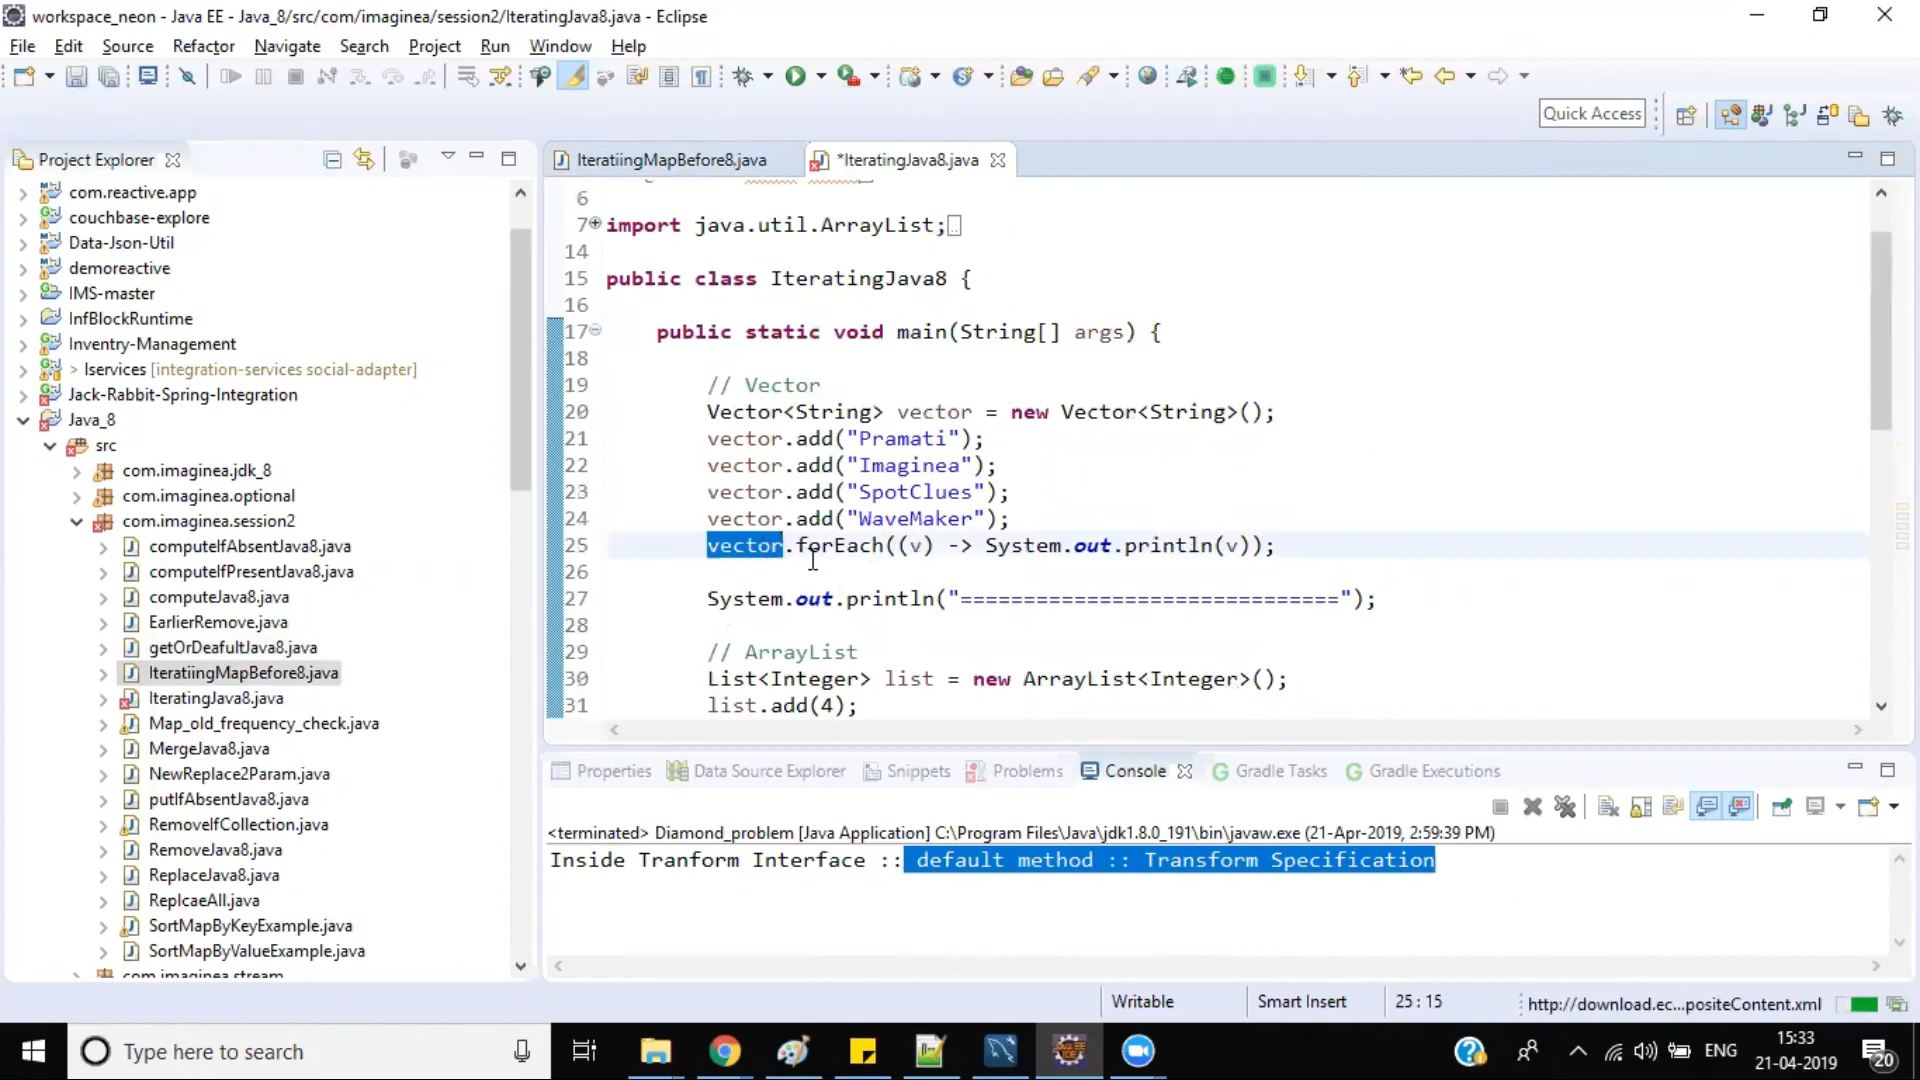 workspace_neon - Java EE - Java_8/src/com/imaginea/session2/IteratingJava8.java - Eclipse
File Edit Source Refactor Navigate Search Project Run Window Help
Quick Access
Project Explorer
com.reactive.app
couchbase-explore
Data-Json-Util
demoreactive
IMS-master
InfBlockRuntime
Inventry-Management
> Iservices [integration-services social-adapter]
Jack-Rabbit-Spring-Integration
Java_8
src
com.imaginea.jdk_8
com.imaginea.optional
com.imaginea.session2
computeIfAbsentJava8.java
computeIfPresentJava8.java
computeJava8.java
EarlierRemove.java
getOrDeafultJava8.java
IteratiingMapBefore8.java
IteratingJava8.java
Map_old_frequency_check.java
MergeJava8.java
NewReplace2Param.java
putIfAbsentJava8.java
RemoveIfCollection.java
RemoveJava8.java
ReplaceJava8.java
ReplcaeAll.java
SortMapByKeyExample.java
SortMapByValueExample.java
com.imaginea.stream
IteratiingMapBefore8.java
*IteratingJava8.java
6
7 import java.util.ArrayList;
14
15 public class IteratingJava8 {
16
17 public static void main(String[] args) {
18
19 // Vector
20 Vector<String> vector = new Vector<String>();
21 vector.add("Pramati");
22 vector.add("Imaginea");
23 vector.add("SpotClues");
24 vector.add("WaveMaker");
25 vector.forEach((v) -> System.out.println(v));
26
27 System.out.println("==============================");
28
29 // ArrayList
30 List<Integer> list = new ArrayList<Integer>();
31 list.add(4);
Properties Data Source Explorer Snippets Problems Console Gradle Tasks Gradle Executions
<terminated> Diamond_problem [Java Application] C:\Program Files\Java\jdk1.8.0_191\bin\javaw.exe (21-Apr-2019, 2:59:39 PM)
Inside Tranform Interface :: default method :: Transform Specification
Writable Smart Insert 25 : 15 http://download.ec...positeContent.xml
Type here to search
ENG
15:33
21-04-2019
20